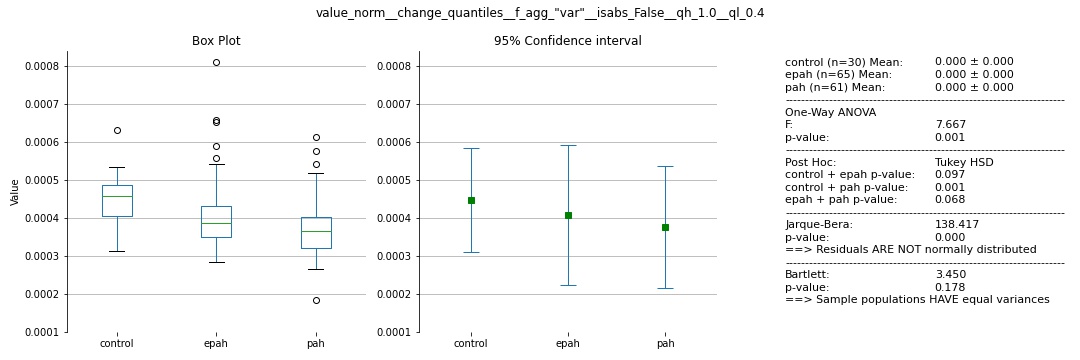 value_norm__change_quantiles__f_agg_"var"__isabs_False__qh_1.0__ql_0.4
Box Plot
Value
0.0008
0.0007
0.0006
0.0005
0.0004
0.0003
0.0002
0.0001
control epah pah
95% Confidence interval
0.0008
0.0007
0.0006
0.0005
0.0004
0.0003
0.0002
0.0001
control epah pah
control (n=30) Mean: 0.000 ± 0.000
epah (n=65) Mean: 0.000 ± 0.000
pah (n=61) Mean: 0.000 ± 0.000
One-Way ANOVA
F: 7.667
p-value: 0.001
Post Hoc: Tukey HSD
control + epah p-value: 0.097
control + pah p-value: 0.001
epah + pah p-value: 0.068
Jarque-Bera: 138.417
p-value: 0.000
==> Residuals ARE NOT normally distributed
Bartlett: 3.450
p-value: 0.178
==> Sample populations HAVE equal variances